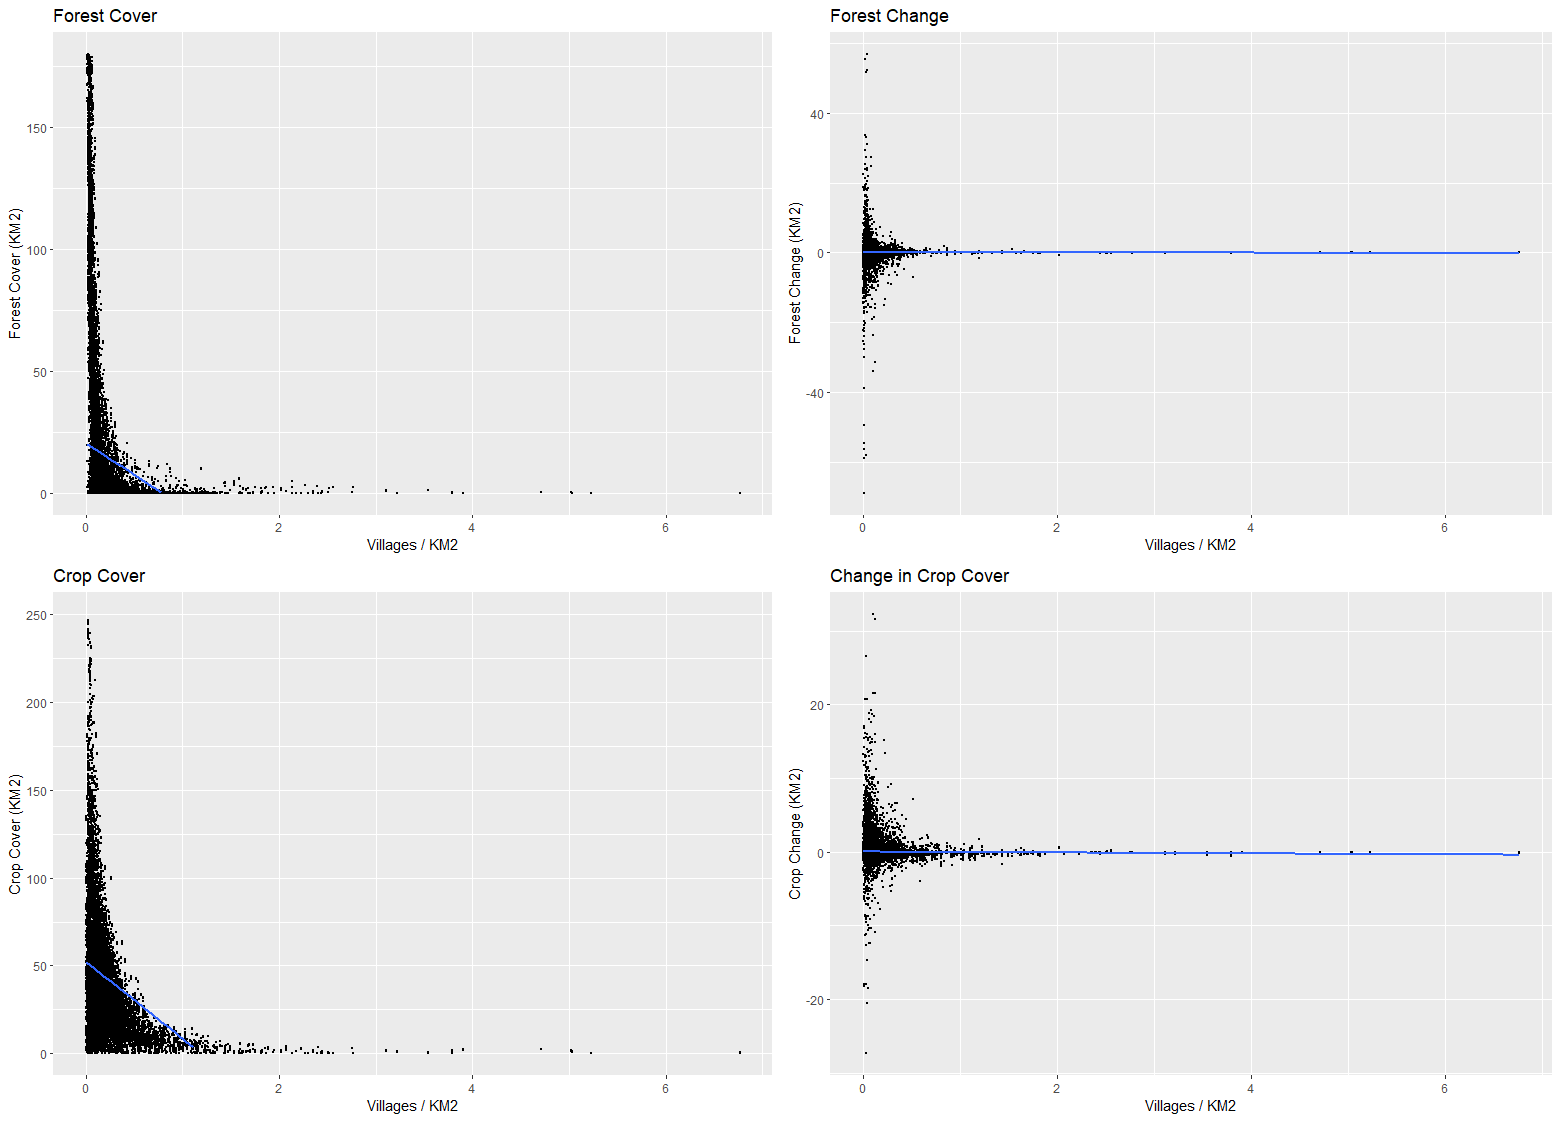 Forest Cover
Forest Cover (KM2)
150
100
50
0
0 2 4 6
Villages / KM2
Forest Change
Forest Change (KM2)
40
0
-40
0 2 4 6
Villages / KM2
Crop Cover
Crop Cover (KM2)
250
200
150
100
50
0
0 2 4 6
Villages / KM2
Change in Crop Cover
Crop Change (KM2)
20
0
-20
0 2 4 6
Villages / KM2